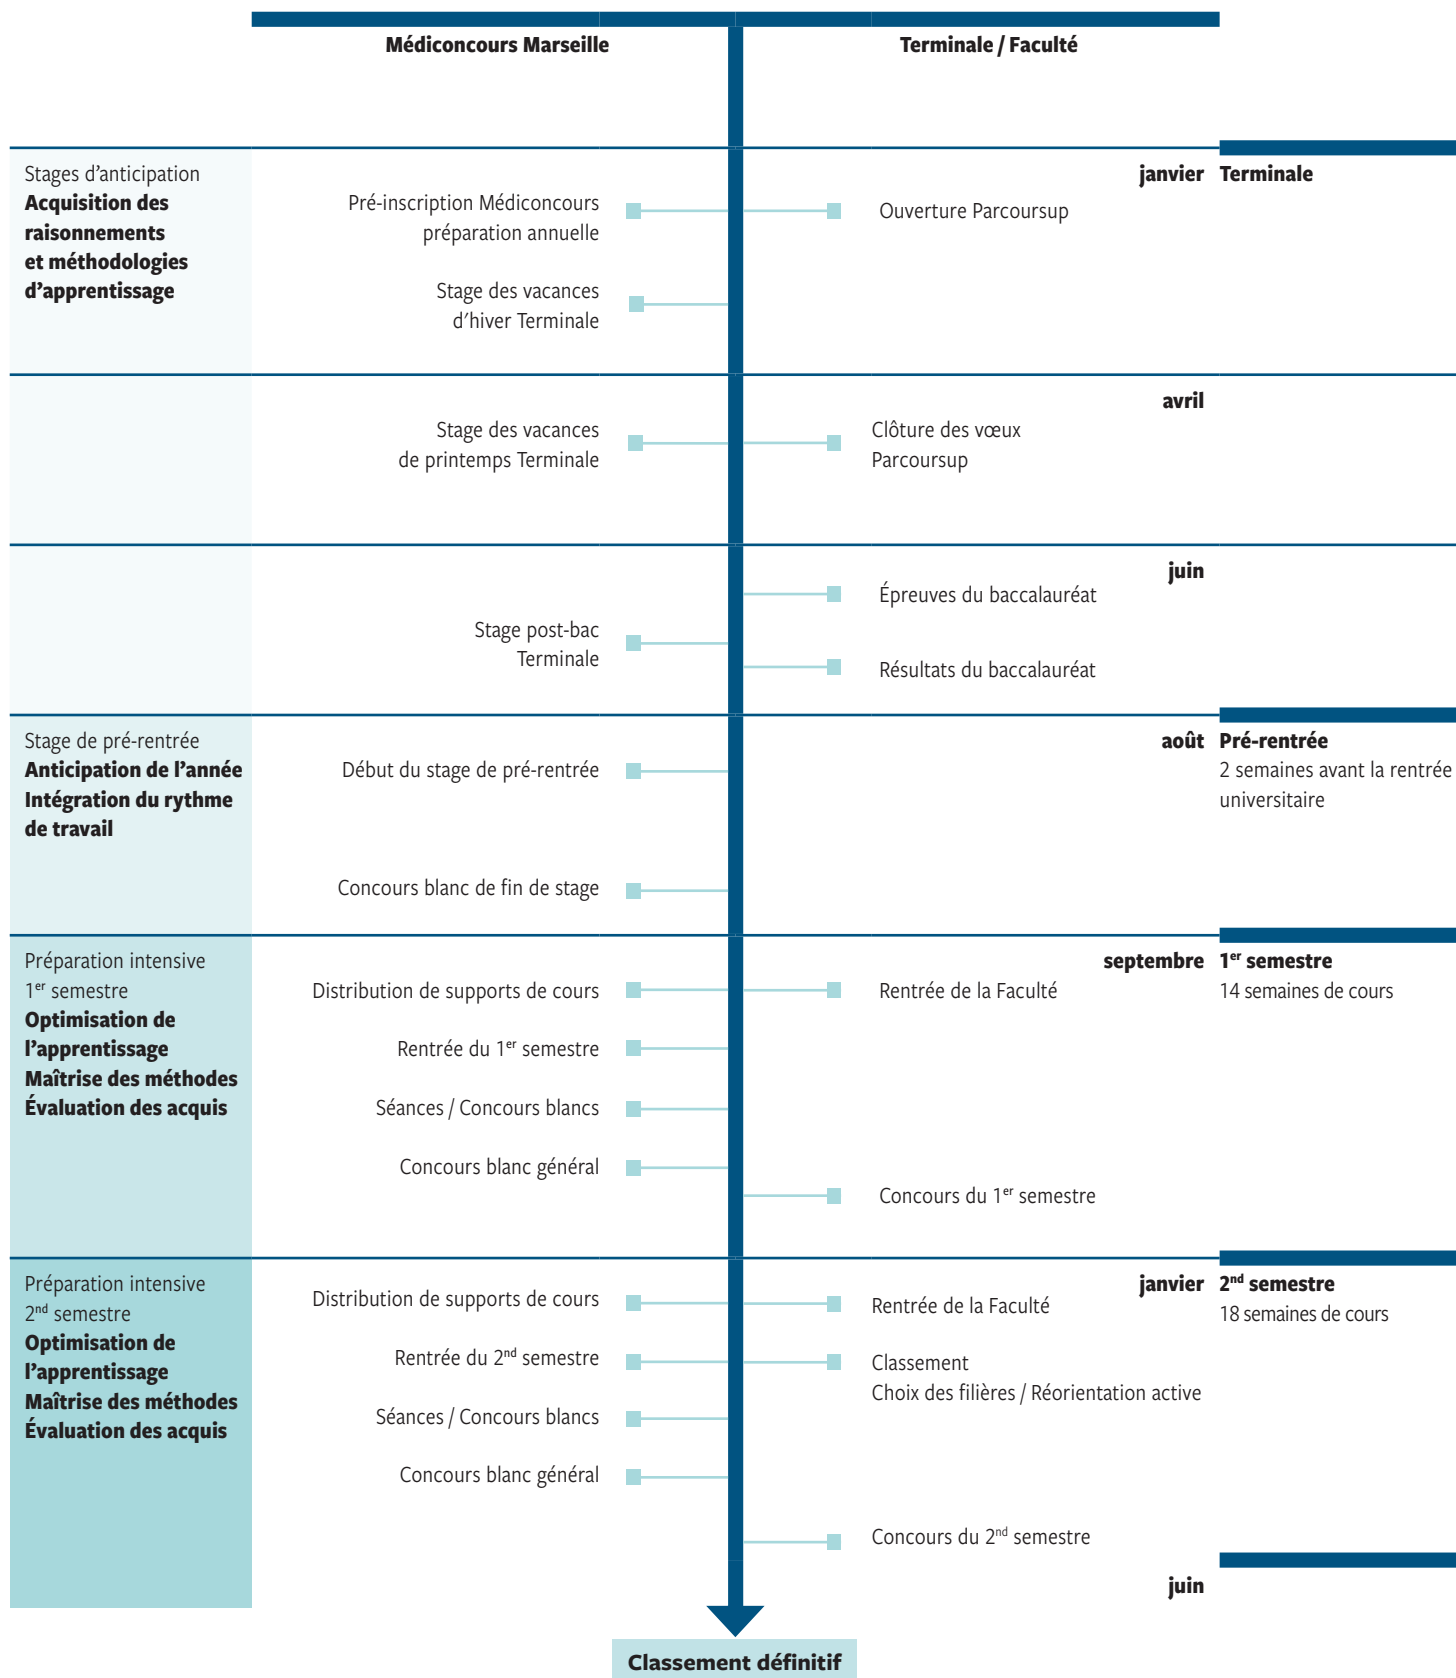 Médiconcours Marseille
Terminale / Faculté
Stages d’anticipation
Acquisition des
raisonnements
et méthodologies
d’apprentissage
Pré-inscription Médiconcours
préparation annuelle
Stage des vacances
d’hiver Terminale
janvier
Ouverture Parcoursup
Terminale
Stage des vacances
de printemps Terminale
avril
Clôture des vœux
Parcoursup
Stage post-bac
Terminale
juin
Épreuves du baccalauréat
Résultats du baccalauréat
Stage de pré-rentrée
Anticipation de l’année
Intégration du rythme
de travail
Début du stage de pré-rentrée
Concours blanc de fin de stage
août
Pré-rentrée
2 semaines avant la rentrée
universitaire
Préparation intensive
1er semestre
Optimisation de
l’apprentissage
Maîtrise des méthodes
Évaluation des acquis
Distribution de supports de cours
Rentrée du 1er semestre
Séances / Concours blancs
Concours blanc général
septembre
Rentrée de la Faculté
Concours du 1er semestre
1er semestre
14 semaines de cours
Préparation intensive
2nd semestre
Optimisation de
l’apprentissage
Maîtrise des méthodes
Évaluation des acquis
Distribution de supports de cours
Rentrée du 2nd semestre
Séances / Concours blancs
Concours blanc général
janvier
Rentrée de la Faculté
Classement
Choix des filières / Réorientation active
Concours du 2nd semestre
2nd semestre
18 semaines de cours
juin
Classement définitif